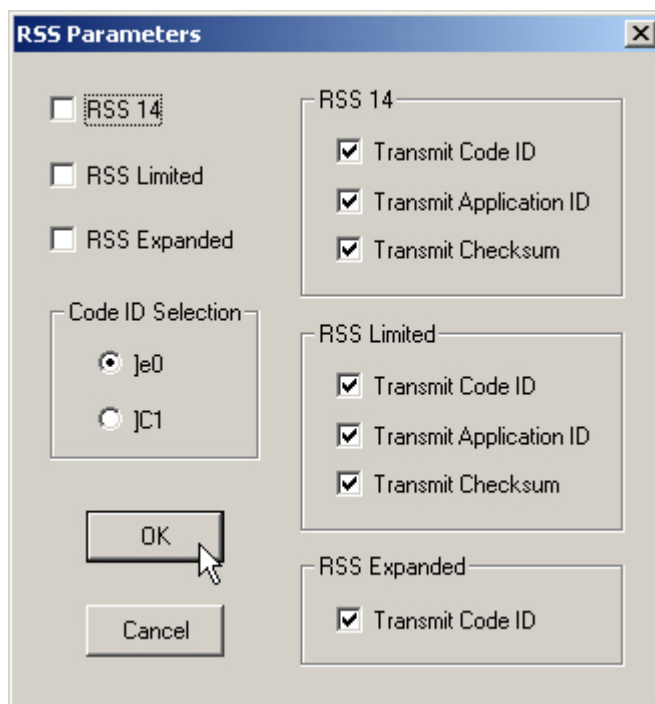 RSS Parameters
RSS 14
RSS Limited
RSS Expanded
Code ID Selection
]e0
]C1
OK
Cancel
RSS 14
Transmit Code ID
Transmit Application ID
Transmit Checksum
RSS Limited
Transmit Code ID
Transmit Application ID
Transmit Checksum
RSS Expanded
Transmit Code ID